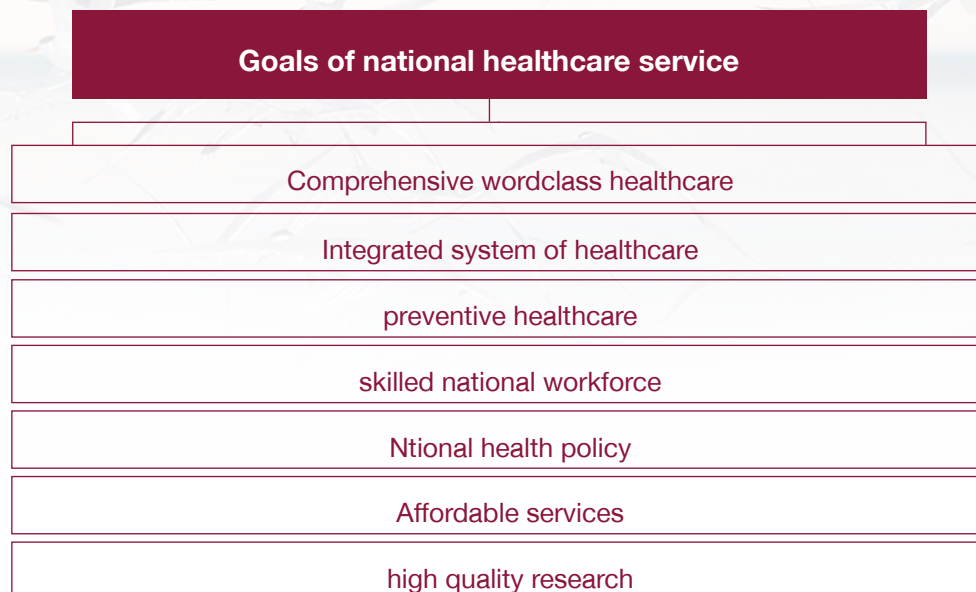 Goals of national healthcare service
Comprehensive wordclass healthcare
Integrated system of healthcare
preventive healthcare
skilled national workforce
Ntional health policy
Affordable services
high quality research